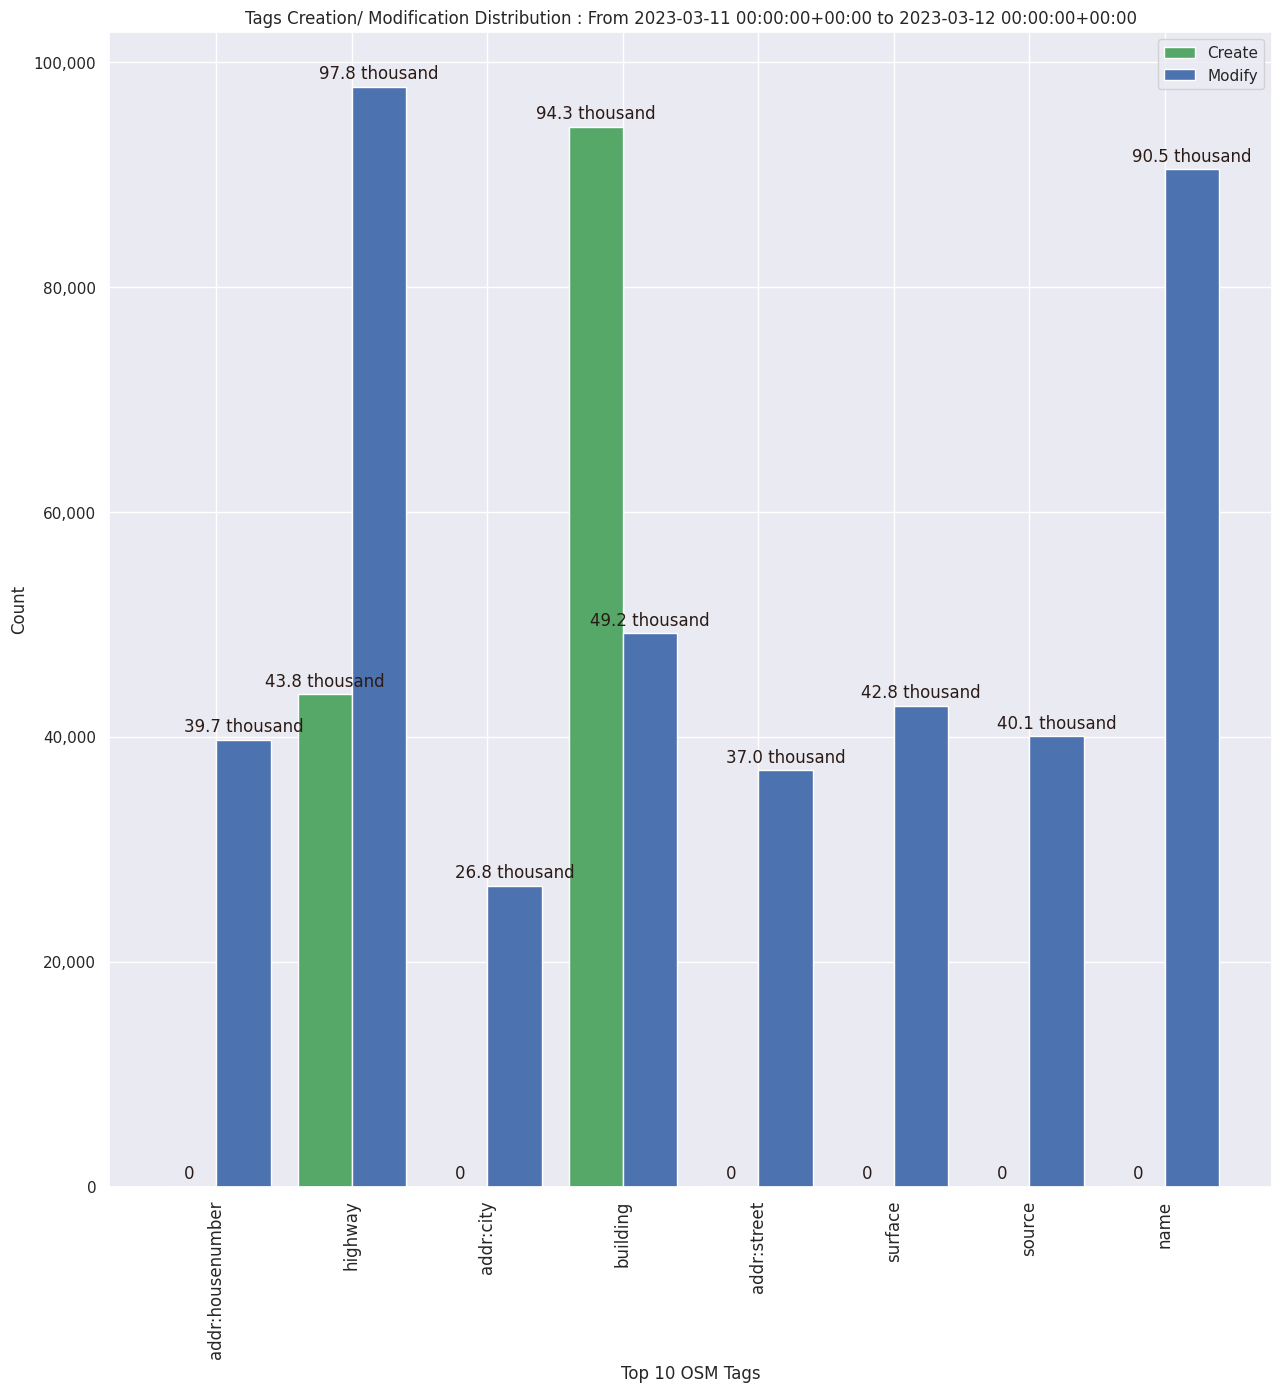 Tags Creation/ Modification Distribution : From 2023-03-11 00:00:00+00:00 to 2023-03-12 00:00:00+00:00
Create
Modify
100,000
80,000
60,000
40,000
20,000
0
Count
97.8 thousand
94.3 thousand
90.5 thousand
49.2 thousand
43.8 thousand
39.7 thousand
42.8 thousand
40.1 thousand
37.0 thousand
26.8 thousand
0
0
0
0
0
0
addr:housenumber
highway
addr:city
building
addr:street
surface
source
name
Top 10 OSM Tags